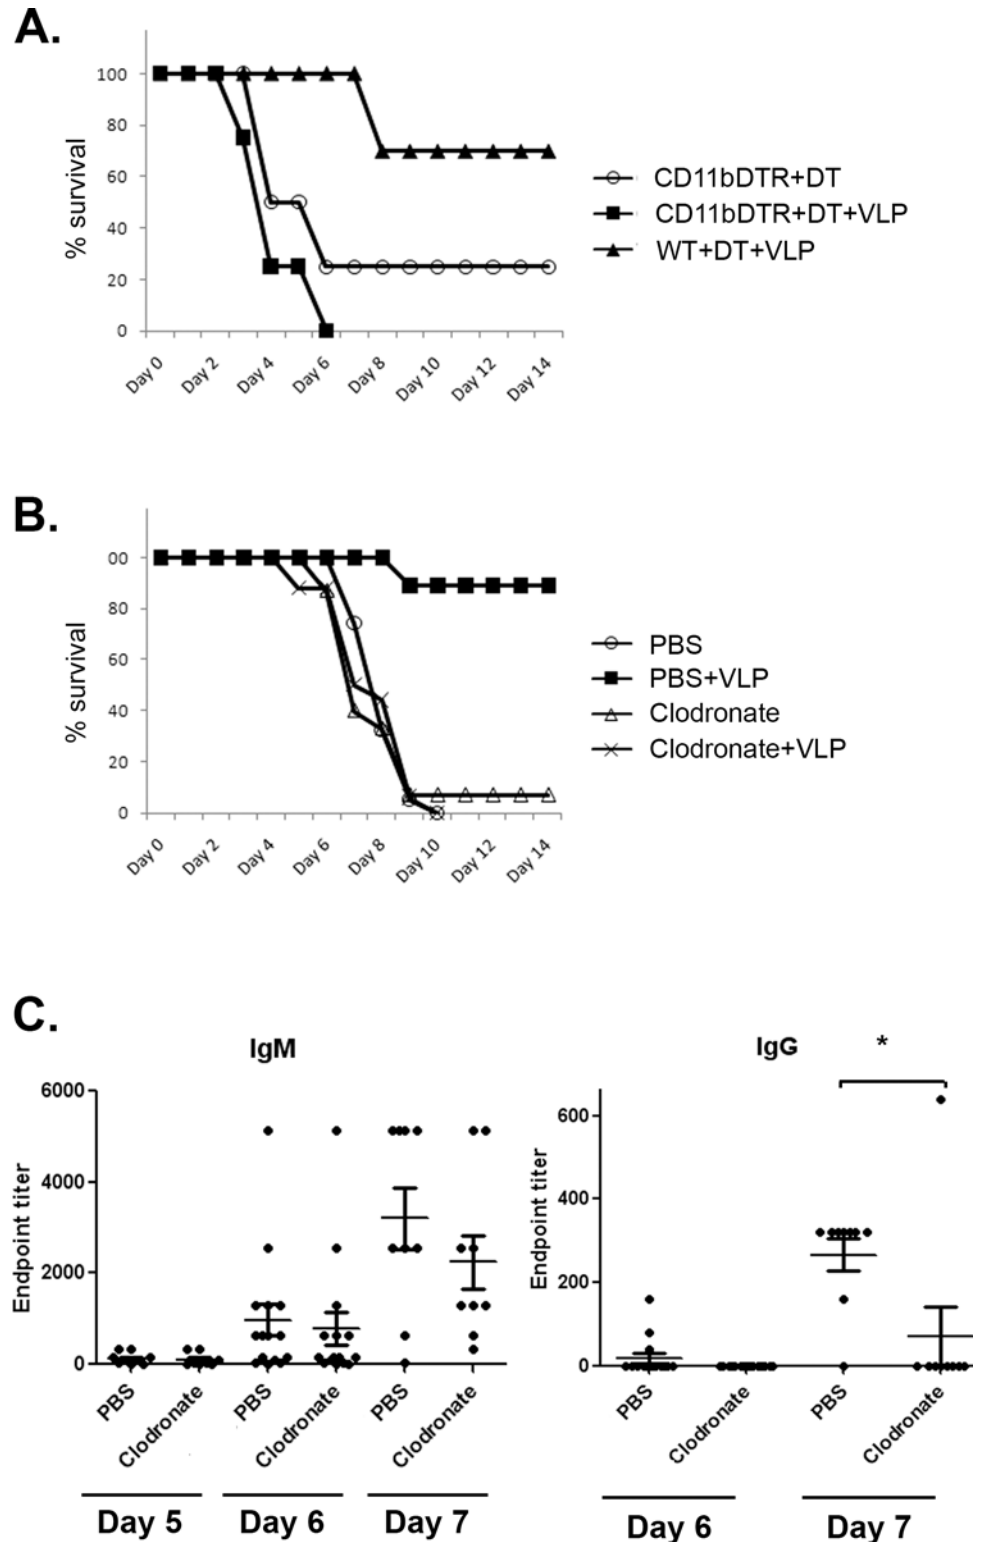 A.
% survival
100
80
60
40
20
0
Day 0
Day 2
Day 4
Day 6
Day 8
Day 10
Day 12
Day 14
CD11bDTR+DT
CD11bDTR+DT+VLP
WT+DT+VLP
B.
% survival
00
80
60
40
20
0
Day 0
Day 2
Day 4
Day 6
Day 8
Day 10
Day 12
Day 14
PBS
PBS+VLP
Clodronate
Clodronate+VLP
C.
IgM
Endpoint titer
6000
4000
2000
0
PBS
Clodronate
PBS
Clodronate
PBS
Clodronate
Day 5
Day 6
Day 7
IgG
*
Endpoint titer
600
400
200
0
PBS
Clodronate
PBS
Clodronate
Day 6
Day 7